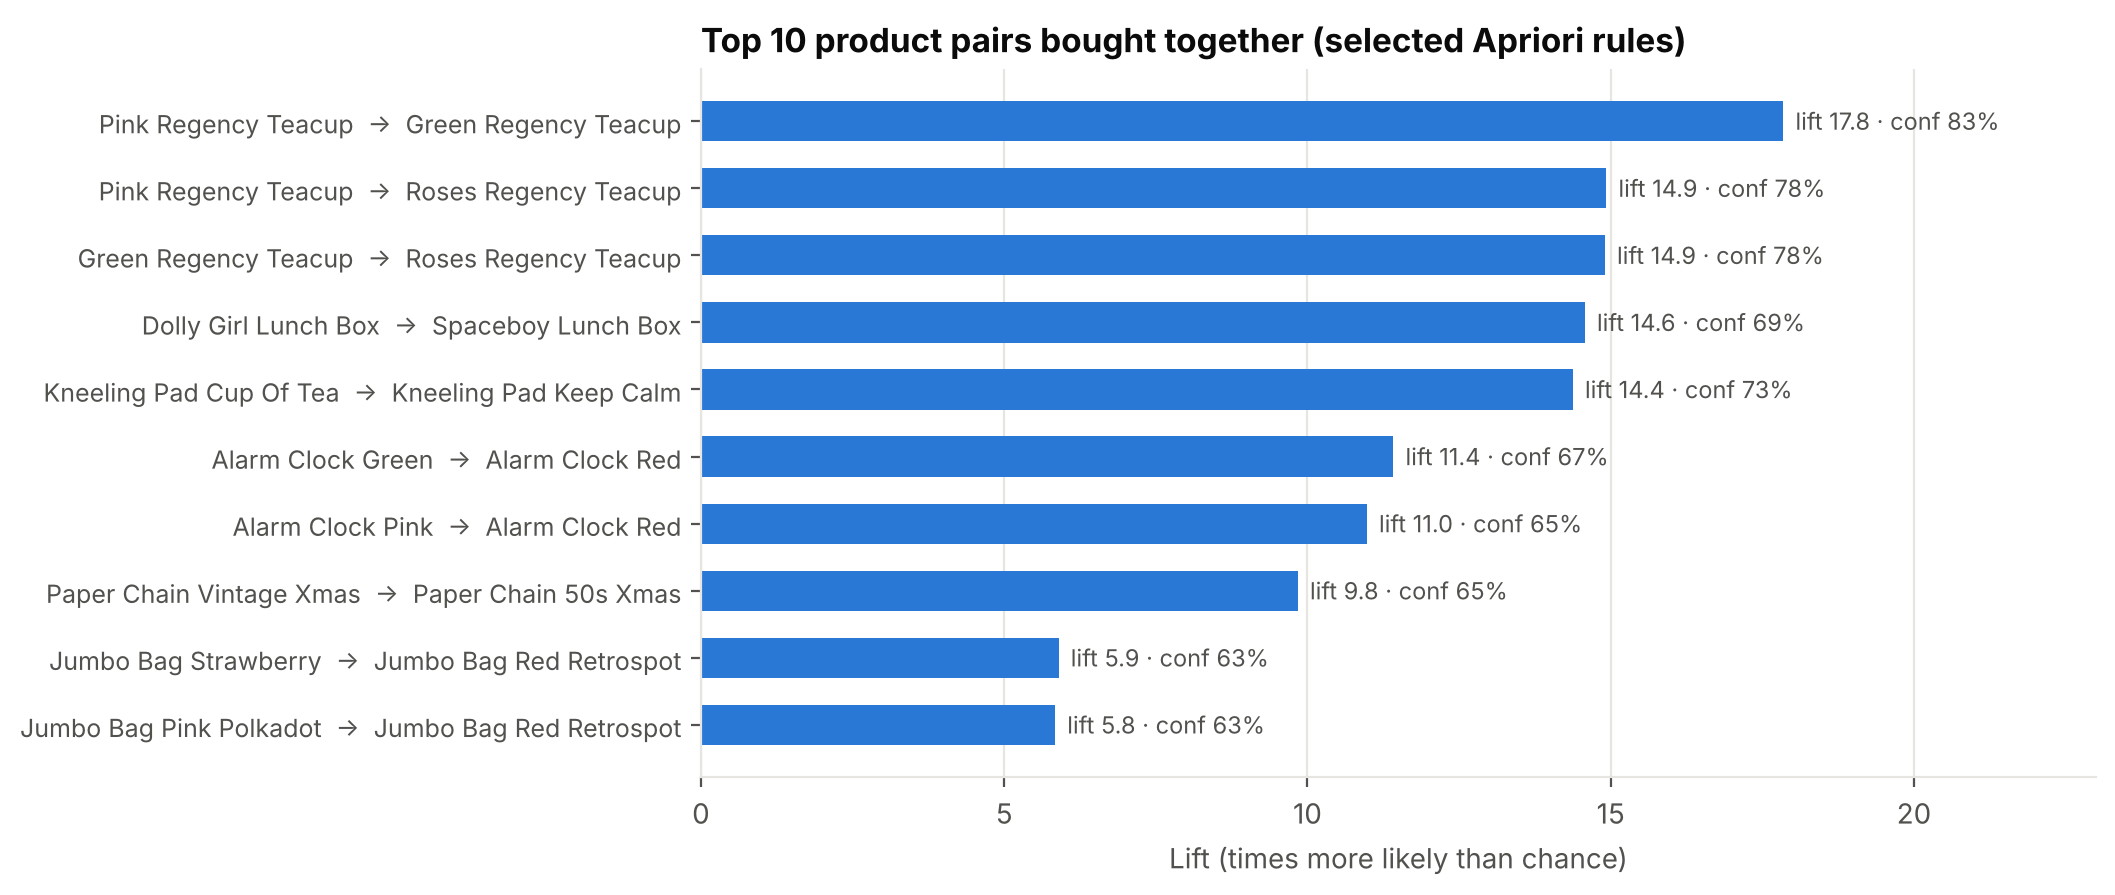 Top 10 product pairs bought together (selected Apriori rules)
Pink Regency Teacup → Green Regency Teacup lift 17.8 · conf 83%
Pink Regency Teacup → Roses Regency Teacup lift 14.9 · conf 78%
Green Regency Teacup → Roses Regency Teacup lift 14.9 · conf 78%
Dolly Girl Lunch Box → Spaceboy Lunch Box lift 14.6 · conf 69%
Kneeling Pad Cup Of Tea → Kneeling Pad Keep Calm lift 14.4 · conf 73%
Alarm Clock Green → Alarm Clock Red lift 11.4 · conf 67%
Alarm Clock Pink → Alarm Clock Red lift 11.0 · conf 65%
Paper Chain Vintage Xmas → Paper Chain 50s Xmas lift 9.8 · conf 65%
Jumbo Bag Strawberry → Jumbo Bag Red Retrospot lift 5.9 · conf 63%
Jumbo Bag Pink Polkadot → Jumbo Bag Red Retrospot lift 5.8 · conf 63%
0 5 10 15 20
Lift (times more likely than chance)